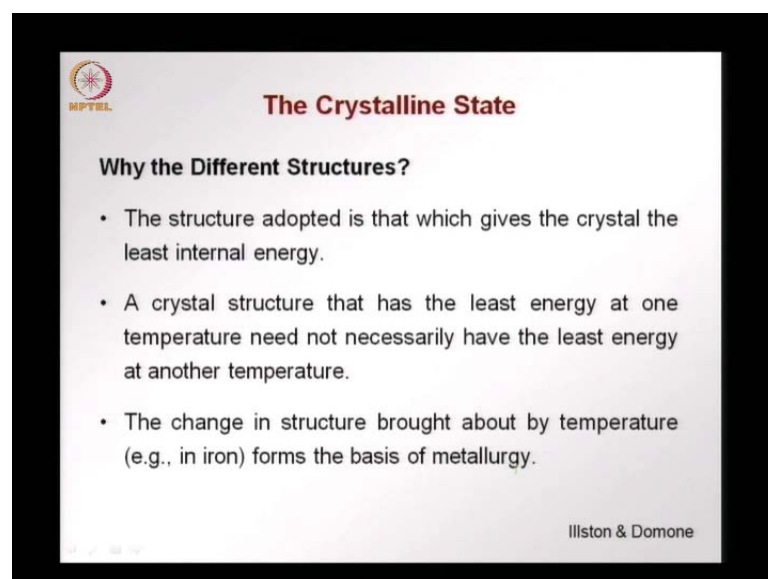 NPTEL
The Crystalline State
Why the Different Structures?
• The structure adopted is that which gives the crystal the
least internal energy.
• A crystal structure that has the least energy at one
temperature need not necessarily have the least energy
at another temperature.
• The change in structure brought about by temperature
(e.g., in iron) forms the basis of metallurgy.
Illston & Domone